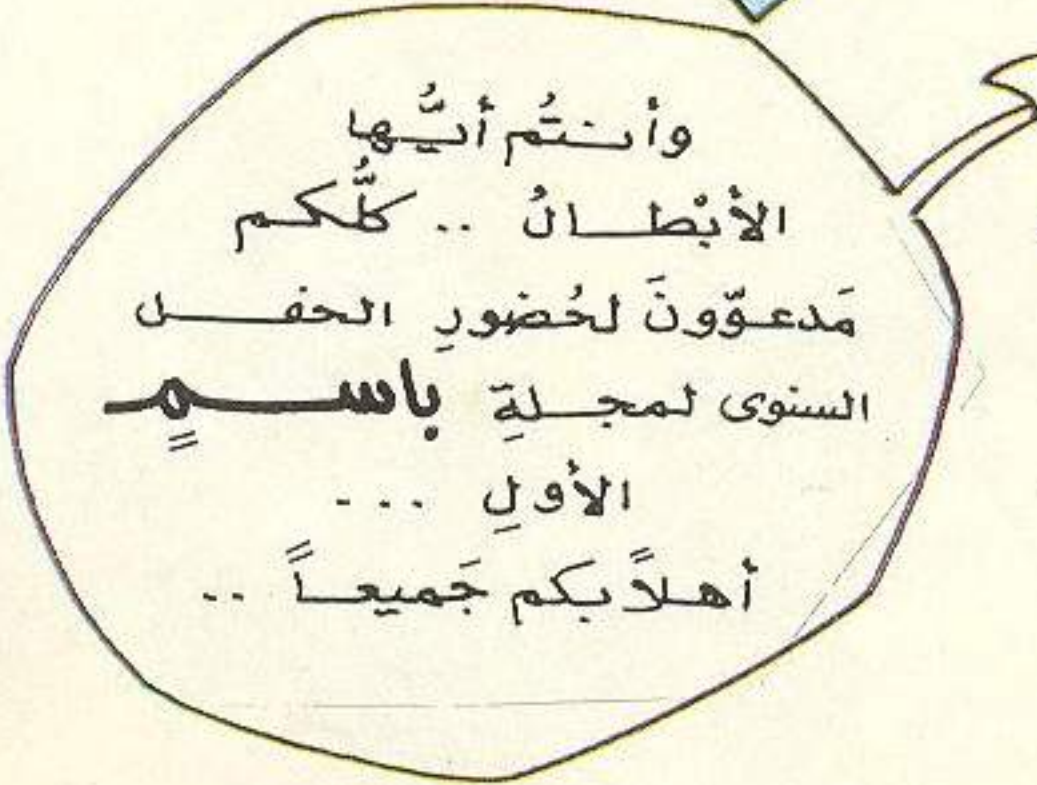 وأنتُم أيُّها
الأبْطالُ .. كلُّكم
مَدعوّونَ لحُضورِ الحفل
السنوى لمجلةِ باسمٍ
الأولِ ...
أهلاً بكم جَميعاً ..